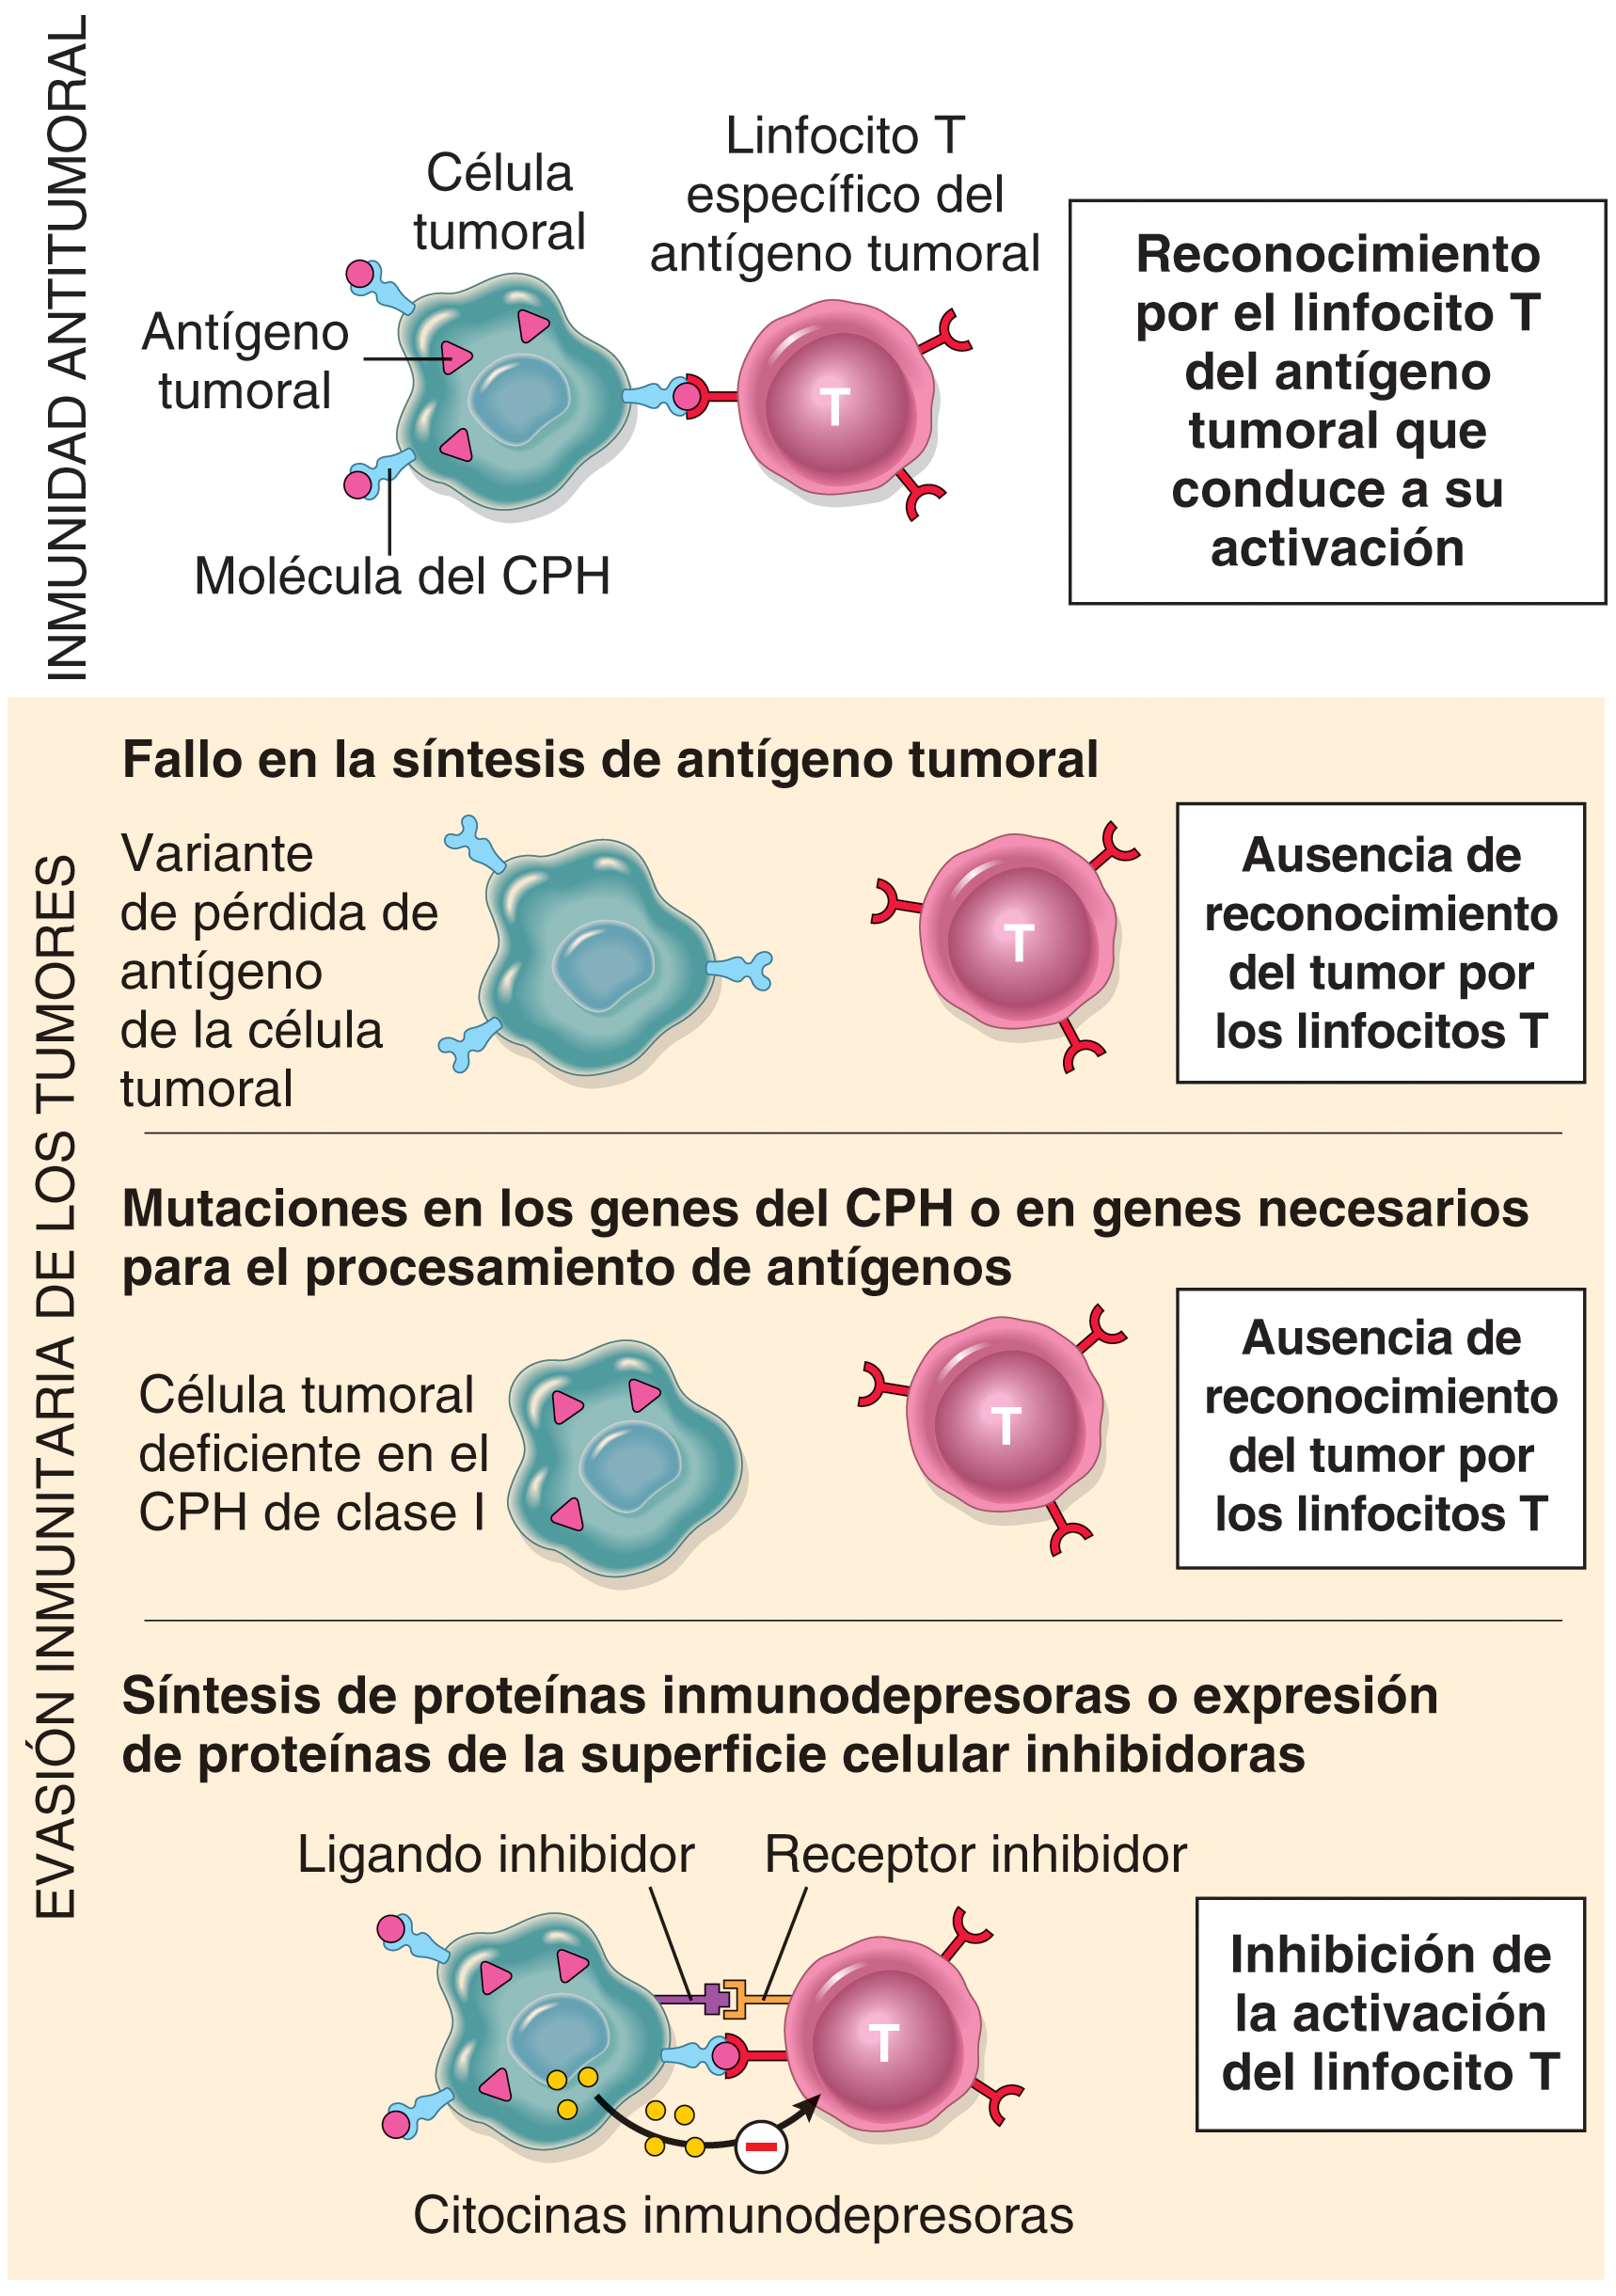 INMUNIDAD ANTITUMORAL
Célula
tumoral
Linfocito T
específico del
antígeno tumoral
Antígeno
tumoral
T
Molécula del CPH
Reconocimiento
por el linfocito T
del antígeno
tumoral que
conduce a su
activación
EVASIÓN INMUNITARIA DE LOS TUMORES
Fallo en la síntesis de antígeno tumoral
Variante
de pérdida de
antígeno
de la célula
tumoral
T
Ausencia de
reconocimiento
del tumor por
los linfocitos T
Mutaciones en los genes del CPH o en genes necesarios
para el procesamiento de antígenos
Célula tumoral
deficiente en el
CPH de clase I
T
Ausencia de
reconocimiento
del tumor por
los linfocitos T
Síntesis de proteínas inmunodepresoras o expresión
de proteínas de la superficie celular inhibidoras
Ligando inhibidor
Receptor inhibidor
T
Citocinas inmunodepresoras
Inhibición de
la activación
del linfocito T